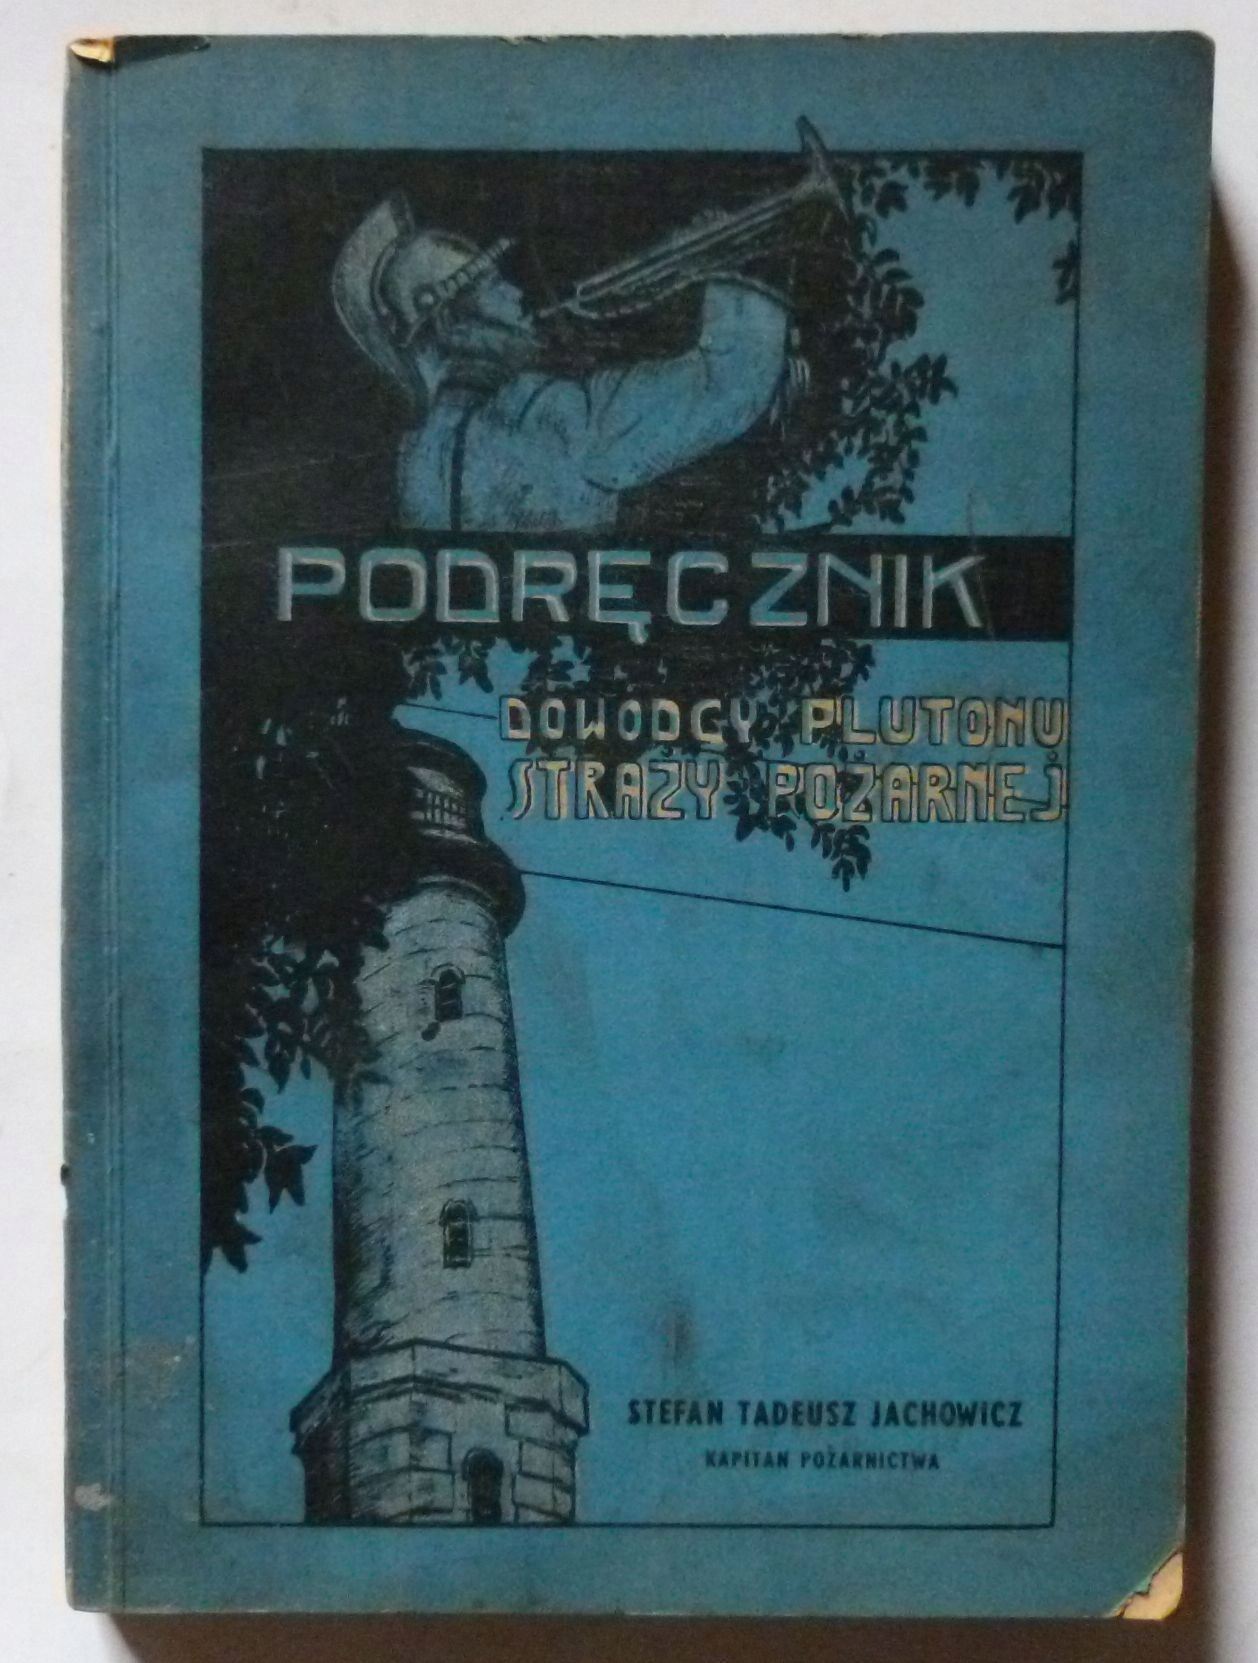 PODRĘCZNIK
DOWODCY PLUTONU
STRAŻY POŻARNEJ
STEFAN TADEUSZ JACHOWICZ
KAPITAN POŻARNICTWA